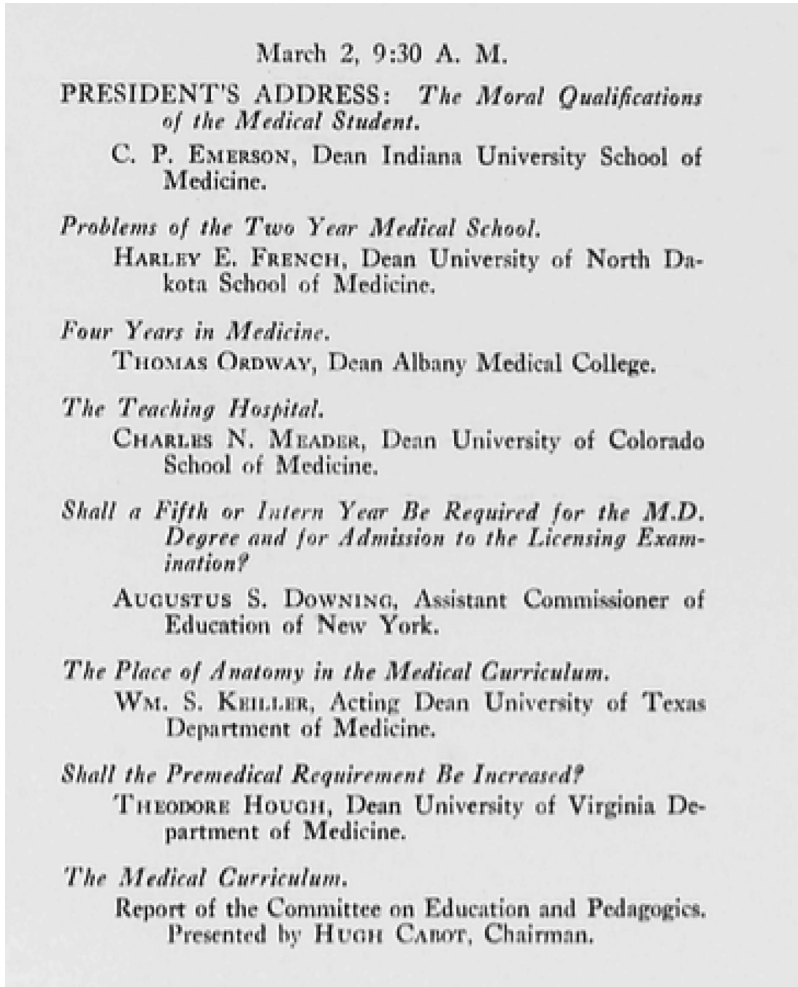 March 2, 9:30 A. M.
PRESIDENT'S ADDRESS: The Moral Qualifications
of the Medical Student.
C. P. EMERSON, Dean Indiana University School of
Medicine.
Problems of the Two Year Medical School.
HARLEY E. FRENCH, Dean University of North Da-
kota School of Medicine.
Four Years in Medicine.
THOMAS ORDWAY, Dean Albany Medical College.
The Teaching Hospital.
CHARLES N. MEADER, Dean University of Colorado
School of Medicine.
Shall a Fifth or Intern Year Be Required for the M.D.
Degree and for Admission to the Licensing Exam-
ination?
AUGUSTUS S. DOWNING, Assistant Commissioner of
Education of New York.
The Place of Anatomy in the Medical Curriculum.
WM. S. KEILLER, Acting Dean University of Texas
Department of Medicine.
Shall the Premedical Requirement Be Increased?
THEODORE HOUGH, Dean University of Virginia De-
partment of Medicine.
The Medical Curriculum.
Report of the Committee on Education and Pedagogics.
Presented by HUGH CABOT, Chairman.